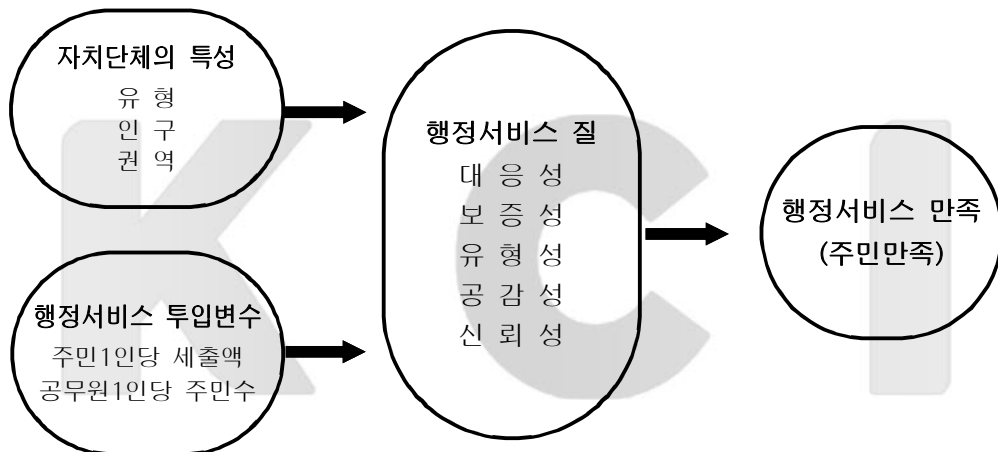 자치단체의 특성
유 형
인 구
권 역
행정서비스 투입변수
주민1인당 세출액
공무원1인당 주민수
행정서비스 질
대 응 성
보 증 성
유 형 성
공 감 성
신 뢰 성
행정서비스 만족
(주민만족)
KCI